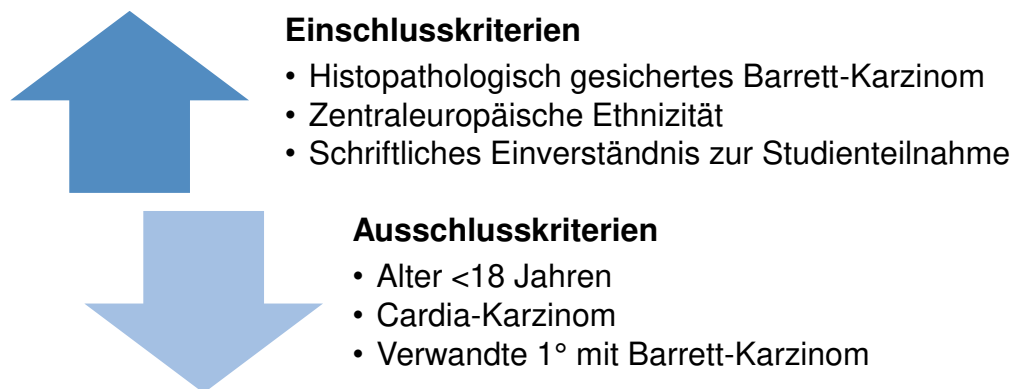 Einschlusskriterien
• Histopathologisch gesichertes Barrett-Karzinom
• Zentraleuropäische Ethnizität
• Schriftliches Einverständnis zur Studienteilnahme
Ausschlusskriterien
• Alter <18 Jahren
• Cardia-Karzinom
• Verwandte 1° mit Barrett-Karzinom